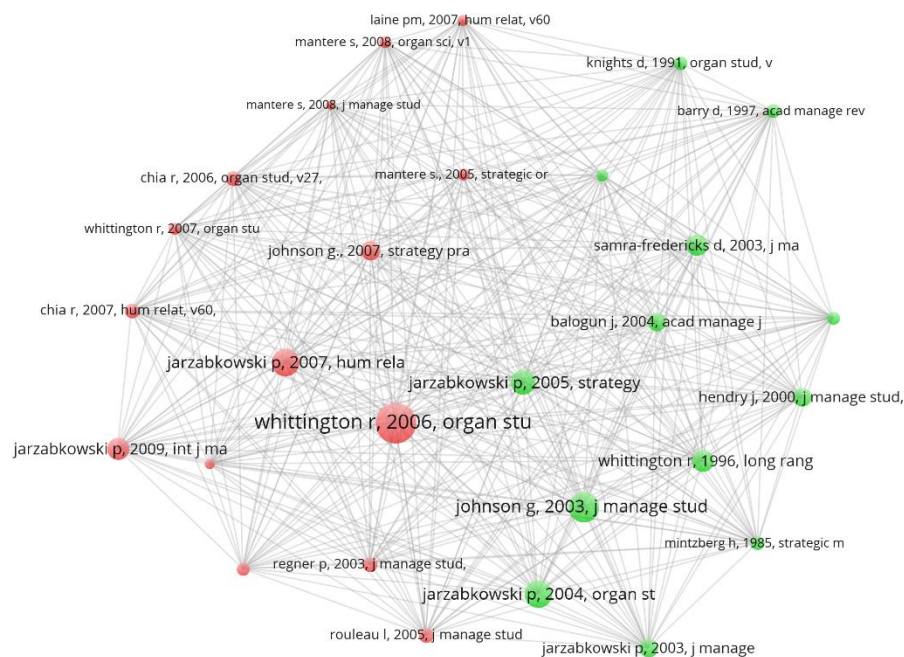 laine pm, 2007, hum relat, v60
mantere s, 2008, organ sci, v1
knights d, 1991, organ stud, v
mantere s, 2008, j manage stud
barry d, 1997, acad manage rev
chia r, 2006, organ stud, v27,
mantere s., 2005, strategic or
whittington r, 2007, organ stu
johnson g., 2007, strategy pra
samra-fredericks d, 2003, j ma
chia r, 2007, hum relat, v60,
balogun j, 2004, acad manage j
jarzabkowski p, 2007, hum rela
jarzabkowski p, 2005, strategy
hendry j, 2000, j manage stud,
whittington r, 2006, organ stu
jarzabkowski p, 2009, int j ma
whittington r, 1996, long rang
johnson g, 2003, j manage stud
mintzberg h, 1985, strategic m
regner p, 2003, j manage stud,
jarzabkowski p, 2004, organ st
rouleau l, 2005, j manage stud
jarzabkowski p, 2003, j manage